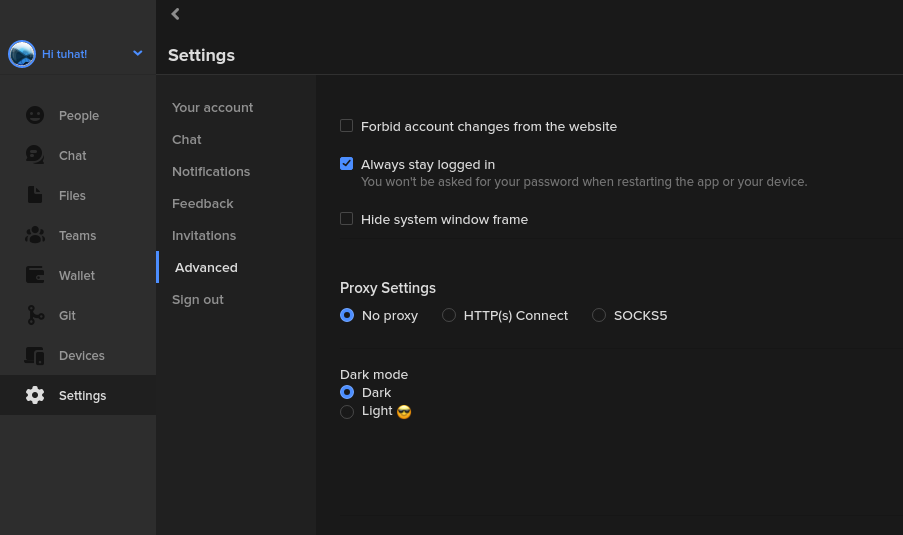 Hi tuhat!
People
Chat
Files
Teams
Wallet
Git
Devices
Settings
Settings
Your account
Chat
Notifications
Feedback
Invitations
Advanced
Sign out
Forbid account changes from the website
Always stay logged in
You won't be asked for your password when restarting the app or your device.
Hide system window frame
Proxy Settings
No proxy HTTP(s) Connect SOCKS5
Dark mode
Dark
Light 😎